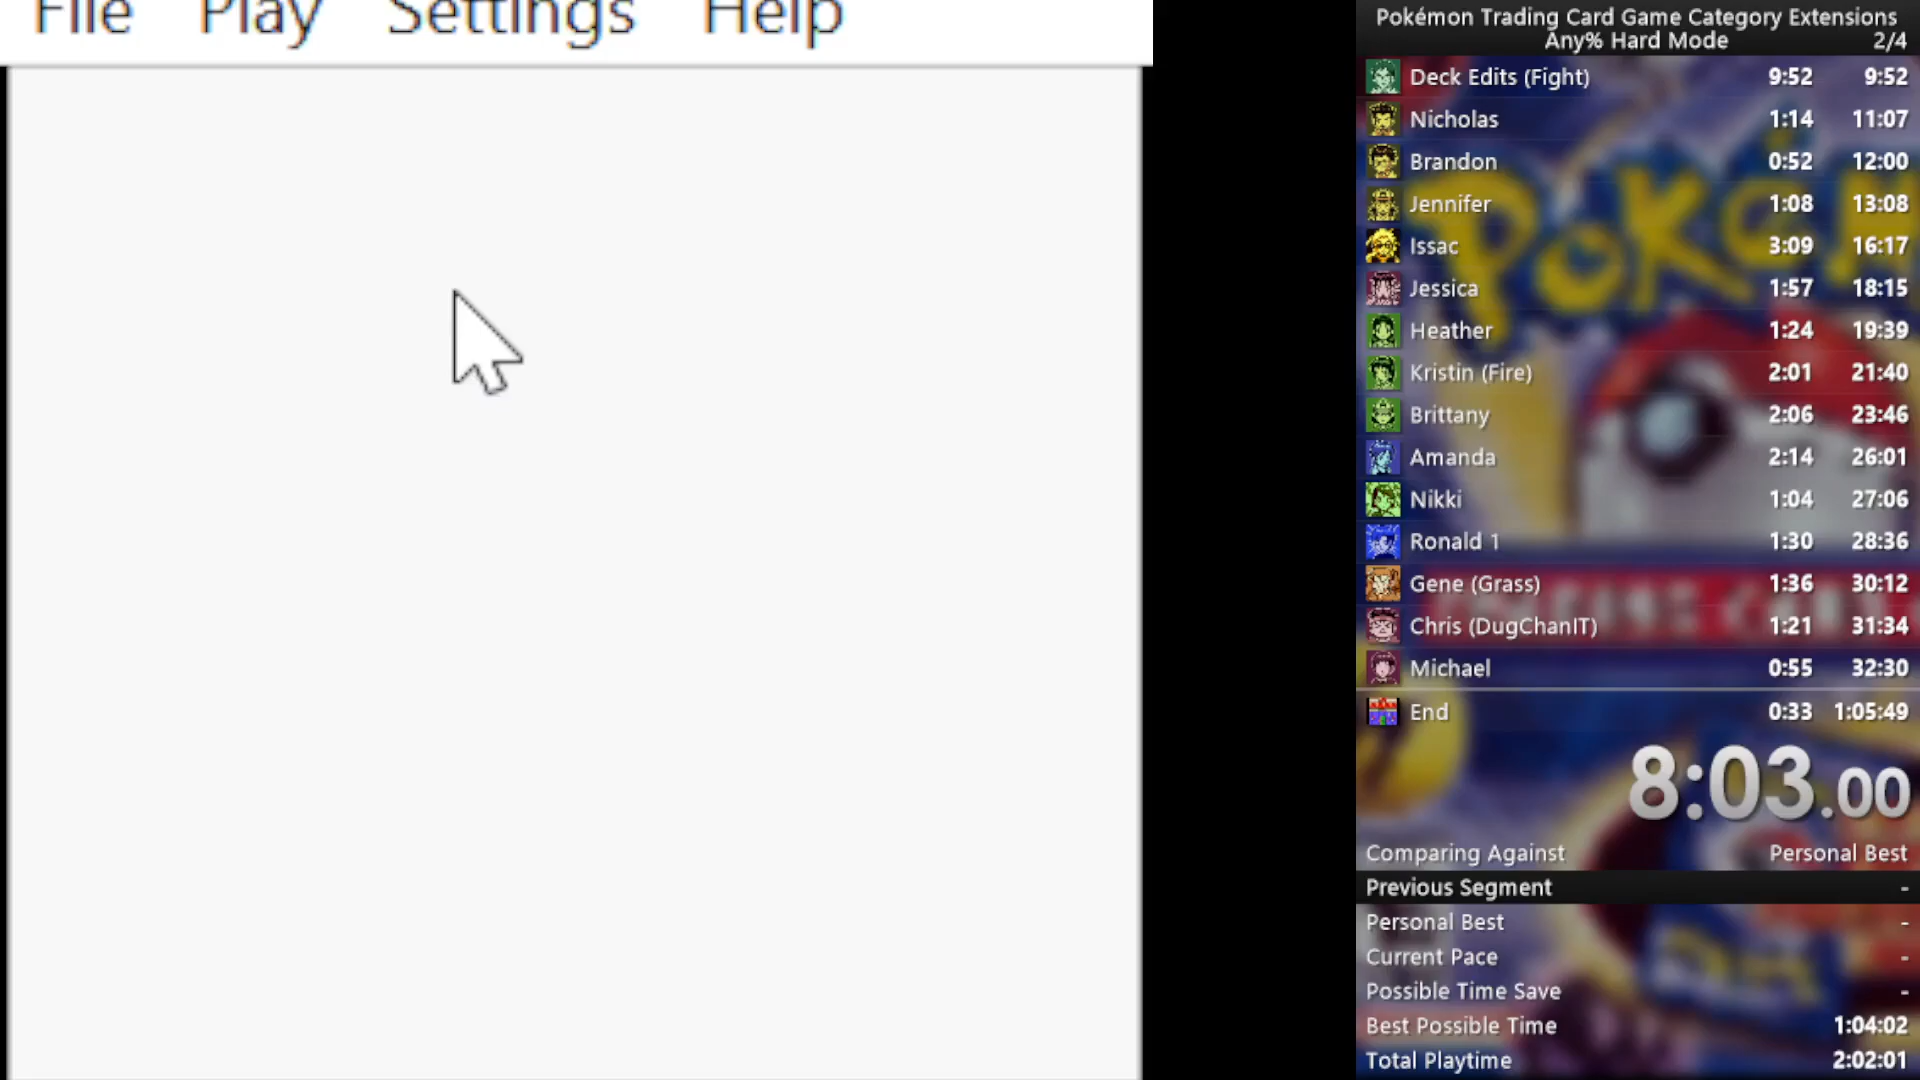 File Play Settings Help
Pokémon Trading Card Game Category Extensions
Any% Hard Mode 2/4
Deck Edits (Fight) 9:52 9:52
Nicholas 1:14 11:07
Brandon 0:52 12:00
Jennifer 1:08 13:08
Issac 3:09 16:17
Jessica 1:57 18:15
Heather 1:24 19:39
Kristin (Fire) 2:01 21:40
Brittany 2:06 23:46
Amanda 2:14 26:01
Nikki 1:04 27:06
Ronald 1 1:30 28:36
Gene (Grass) 1:36 30:12
Chris (DugChanIT) 1:21 31:34
Michael 0:55 32:30
End 0:33 1:05:49
8:03.00
Comparing Against Personal Best
Previous Segment -
Personal Best -
Current Pace -
Possible Time Save -
Best Possible Time 1:04:02
Total Playtime 2:02:01